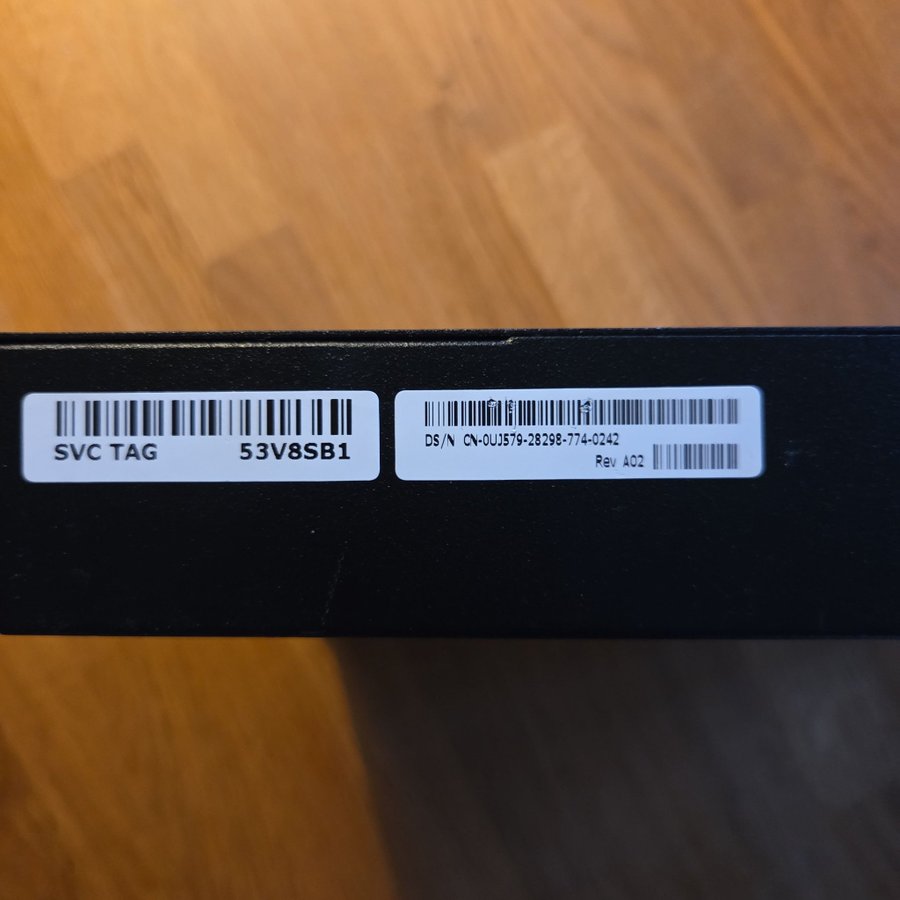 SVC TAG 53V8SB1
DS/N CN-0UJ579-28298-774-0242
Rev A02